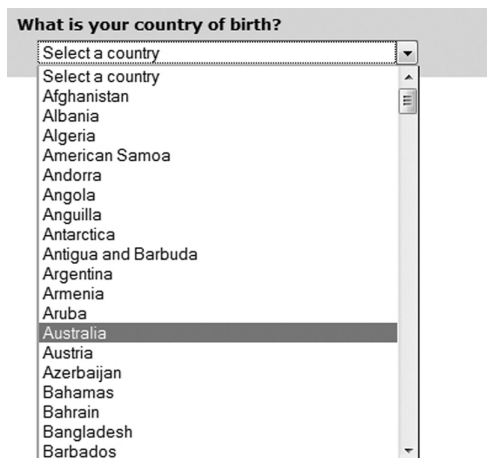 What is your country of birth?
Select a country
Select a country
Afghanistan
Albania
Algeria
American Samoa
Andorra
Angola
Anguilla
Antarctica
Antigua and Barbuda
Argentina
Armenia
Aruba
Australia
Austria
Azerbaijan
Bahamas
Bahrain
Bangladesh
Barbados